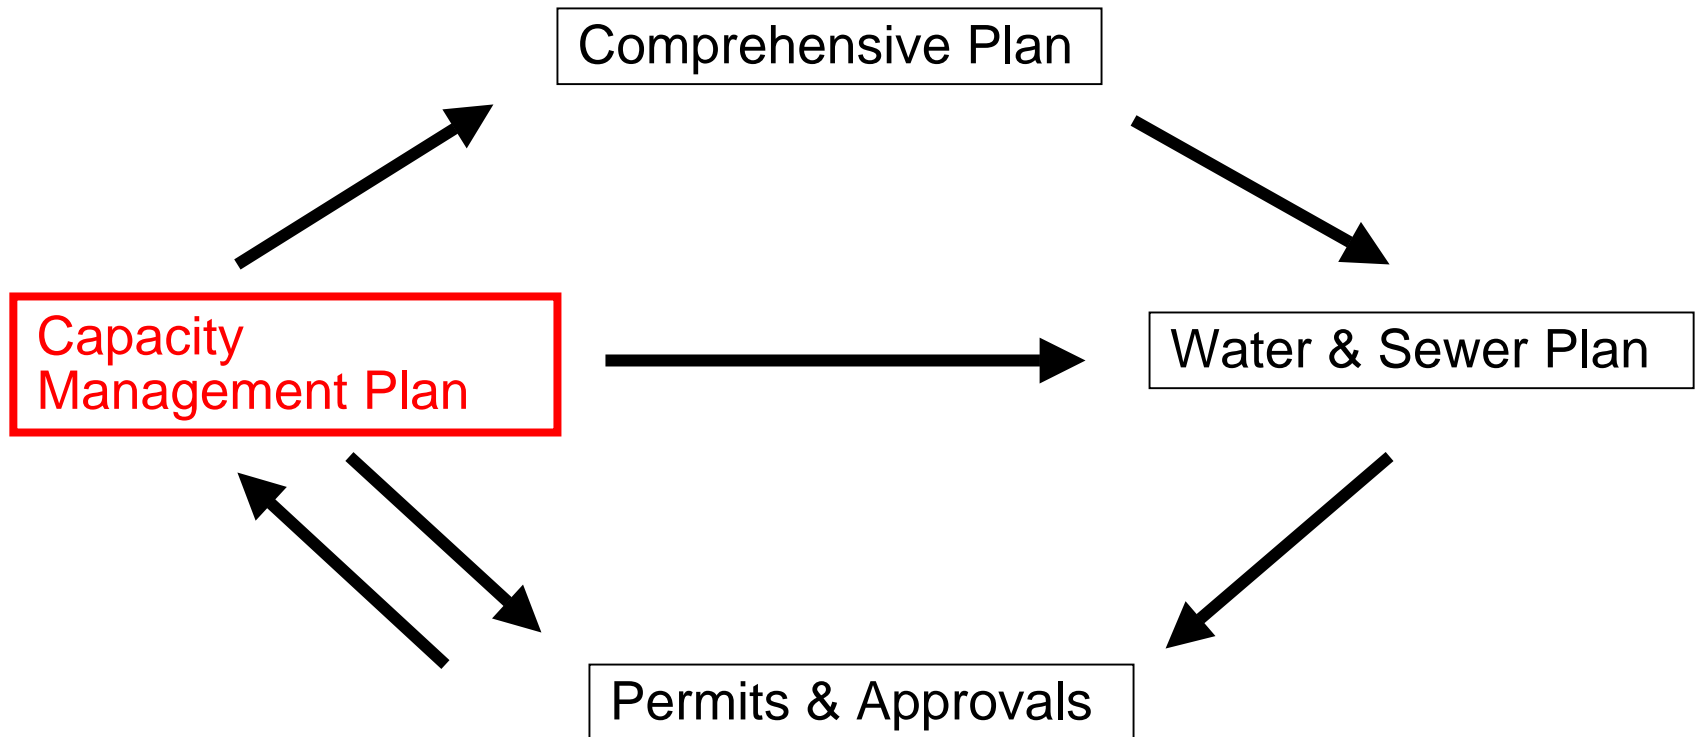 Comprehensive Plan
Capacity
Management Plan
Water & Sewer Plan
Permits & Approvals